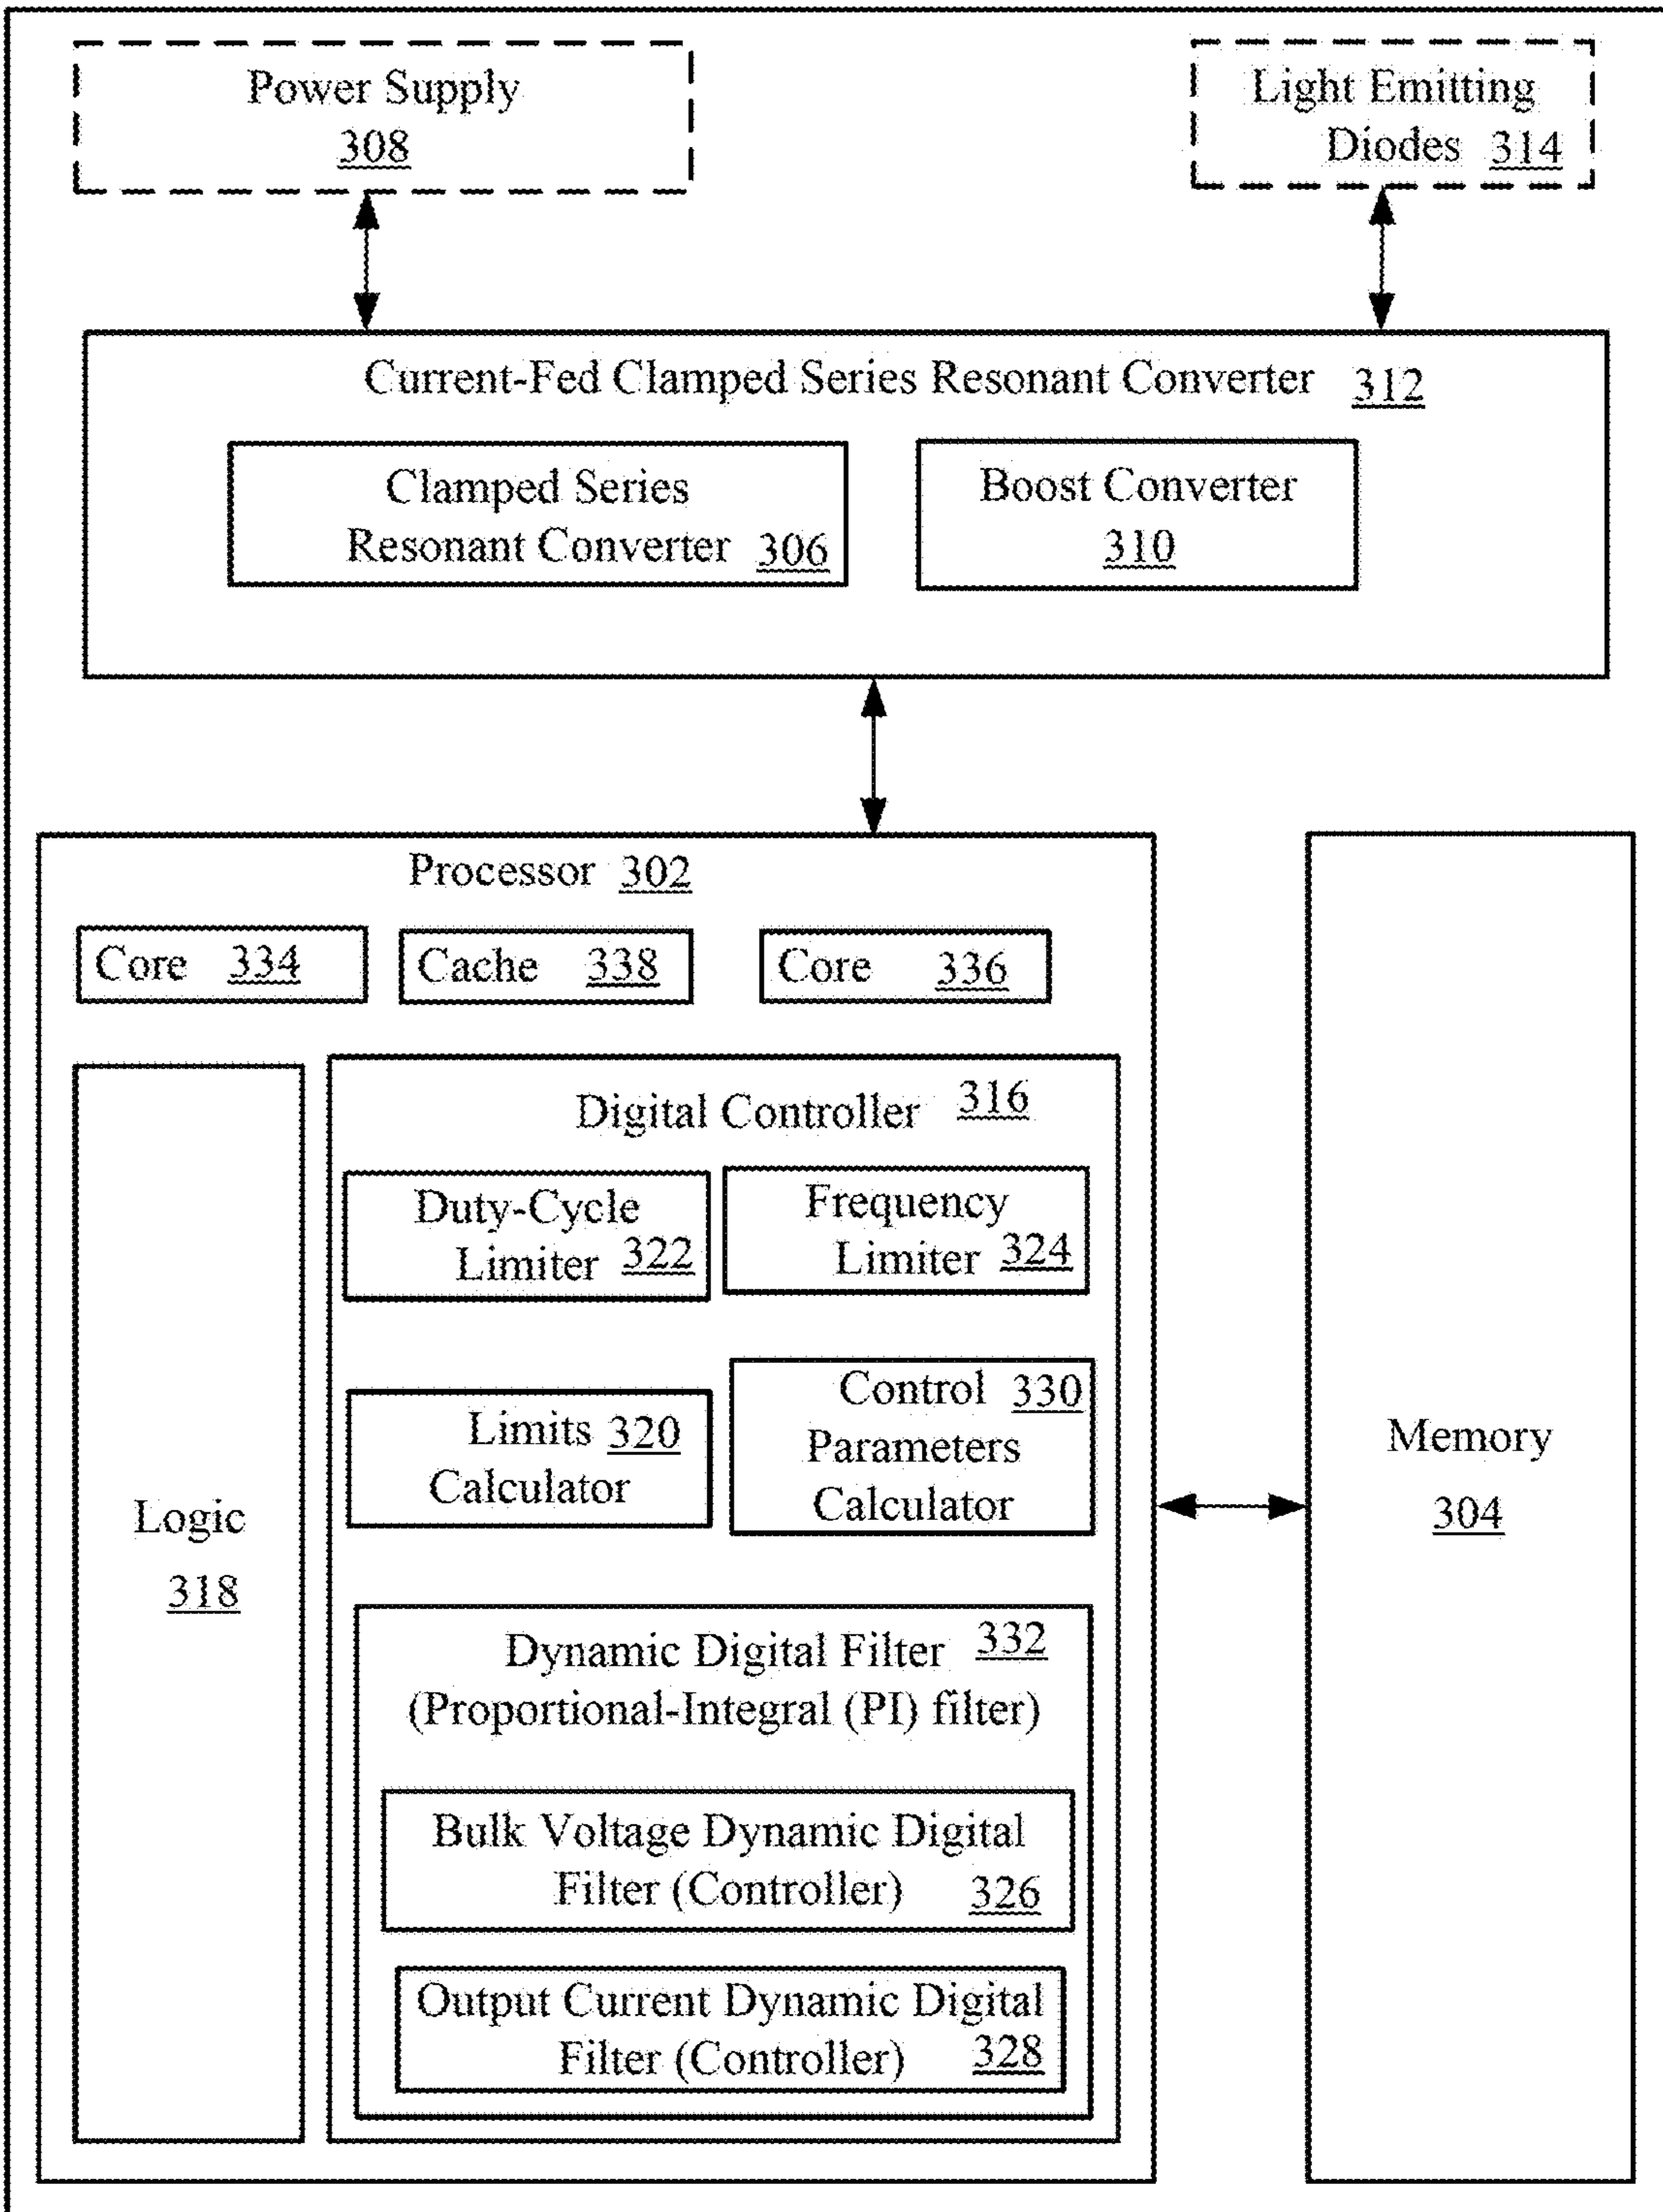 Power Supply
308
Light Emitting
Diodes 314
Current-Fed Clamped Series Resonant Converter 312
Clamped Series
Resonant Converter 306
Boost Converter
310
Processor 302
Core 334
Cache 338
Core 336
Logic
318
Digital Controller 316
Duty-Cycle
Limiter 322
Frequency
Limiter 324
Limits 320
Calculator
Control 330
Parameters
Calculator
Dynamic Digital Filter 332
(Proportional-Integral (PI) filter)
Bulk Voltage Dynamic Digital
Filter (Controller) 326
Output Current Dynamic Digital
Filter (Controller) 328
Memory
304